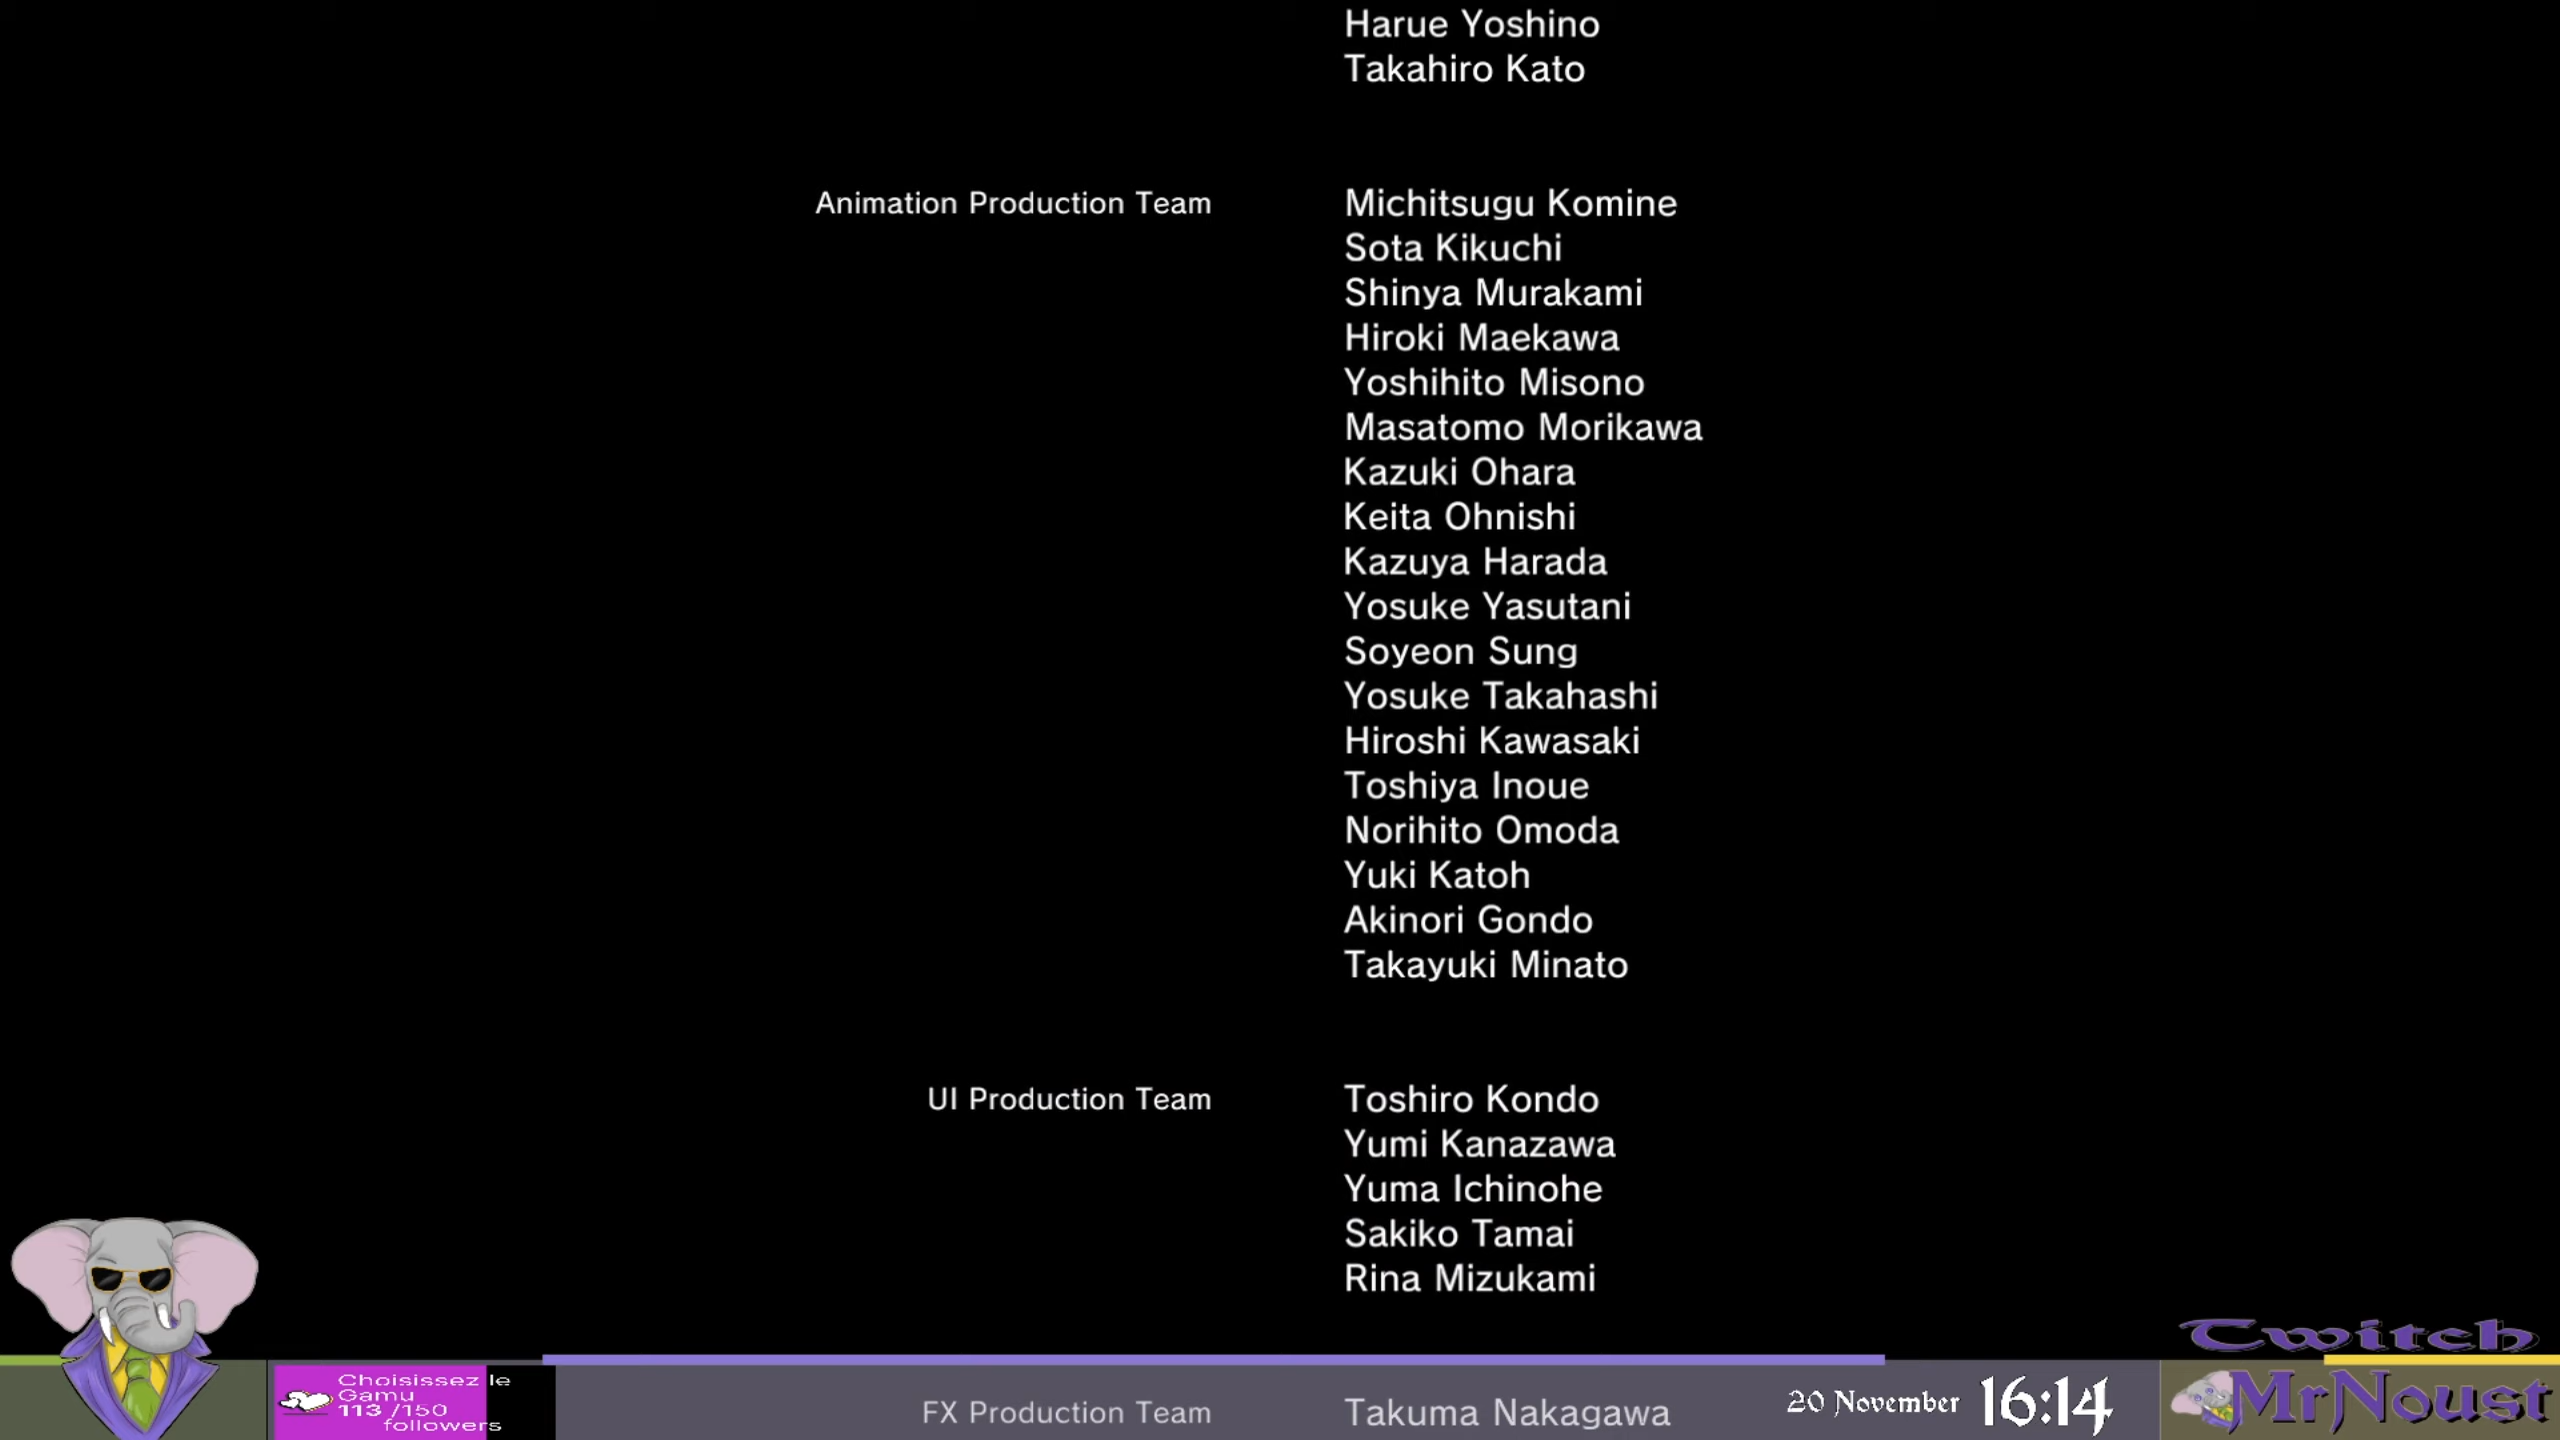 Harue Yoshino
Takahiro Kato
Animation Production Team Michitsugu Komine
Sota Kikuchi
Shinya Murakami
Hiroki Maekawa
Yoshihito Misono
Masatomo Morikawa
Kazuki Ohara
Keita Ohnishi
Kazuya Harada
Yosuke Yasutani
Soyeon Sung
Yosuke Takahashi
Hiroshi Kawasaki
Toshiya Inoue
Norihito Omoda
Yuki Katoh
Akinori Gondo
Takayuki Minato
UI Production Team Toshiro Kondo
Yumi Kanazawa
Yuma Ichinohe
Sakiko Tamai
Rina Mizukami
Twitch
Choisissez le
Gamu
113 /150
followers
FX Production Team Takuma Nakagawa
20 November 16:14
MrNoust